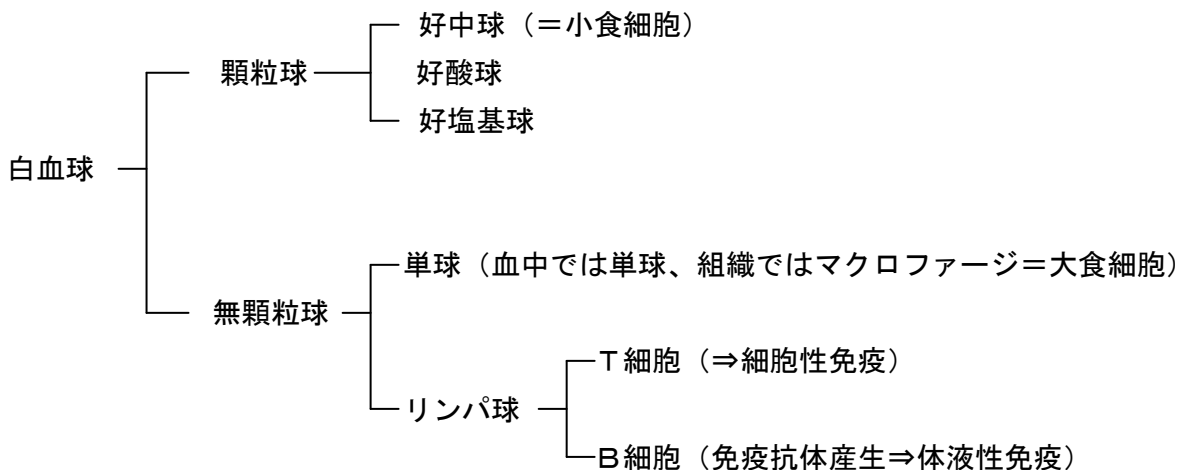 好中球（＝小食細胞）
顆粒球
好酸球
好塩基球
白血球
単球（血中では単球、組織ではマクロファージ＝大食細胞）
無顆粒球
Ｔ細胞（⇒細胞性免疫）
リンパ球
Ｂ細胞（免疫抗体産生⇒体液性免疫）